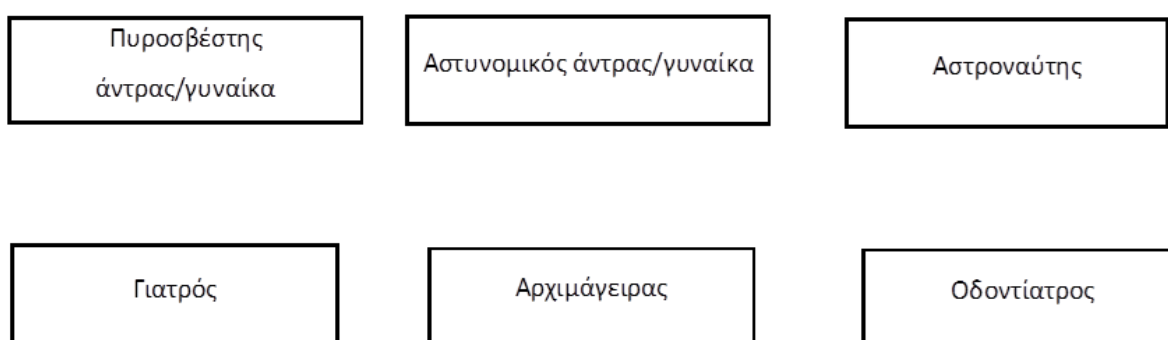 Πυροσβέστης
άντρας/γυναίκα
Αστυνομικός άντρας/γυναίκα
Αστροναύτης
Γιατρός
Αρχιμάγειρας
Οδοντίατρος